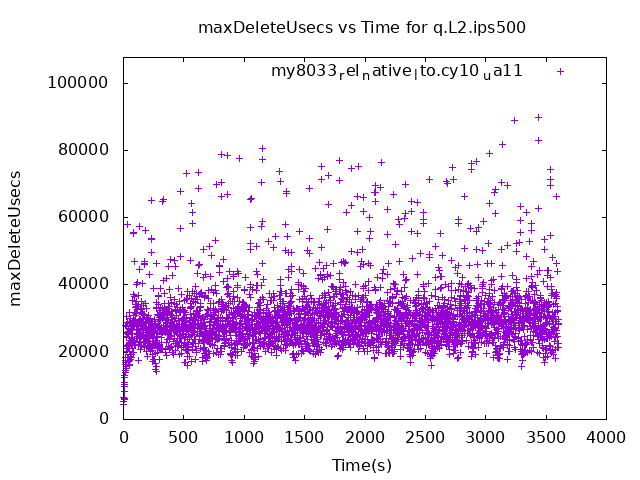 maxDeleteUsecs vs Time for q.L2.ips500
my8033relnativelto.cy10ua11
100000
80000
60000
40000
20000
0
maxDeleteUsecs
0 500 1000 1500 2000 2500 3000 3500 4000
Time(s)